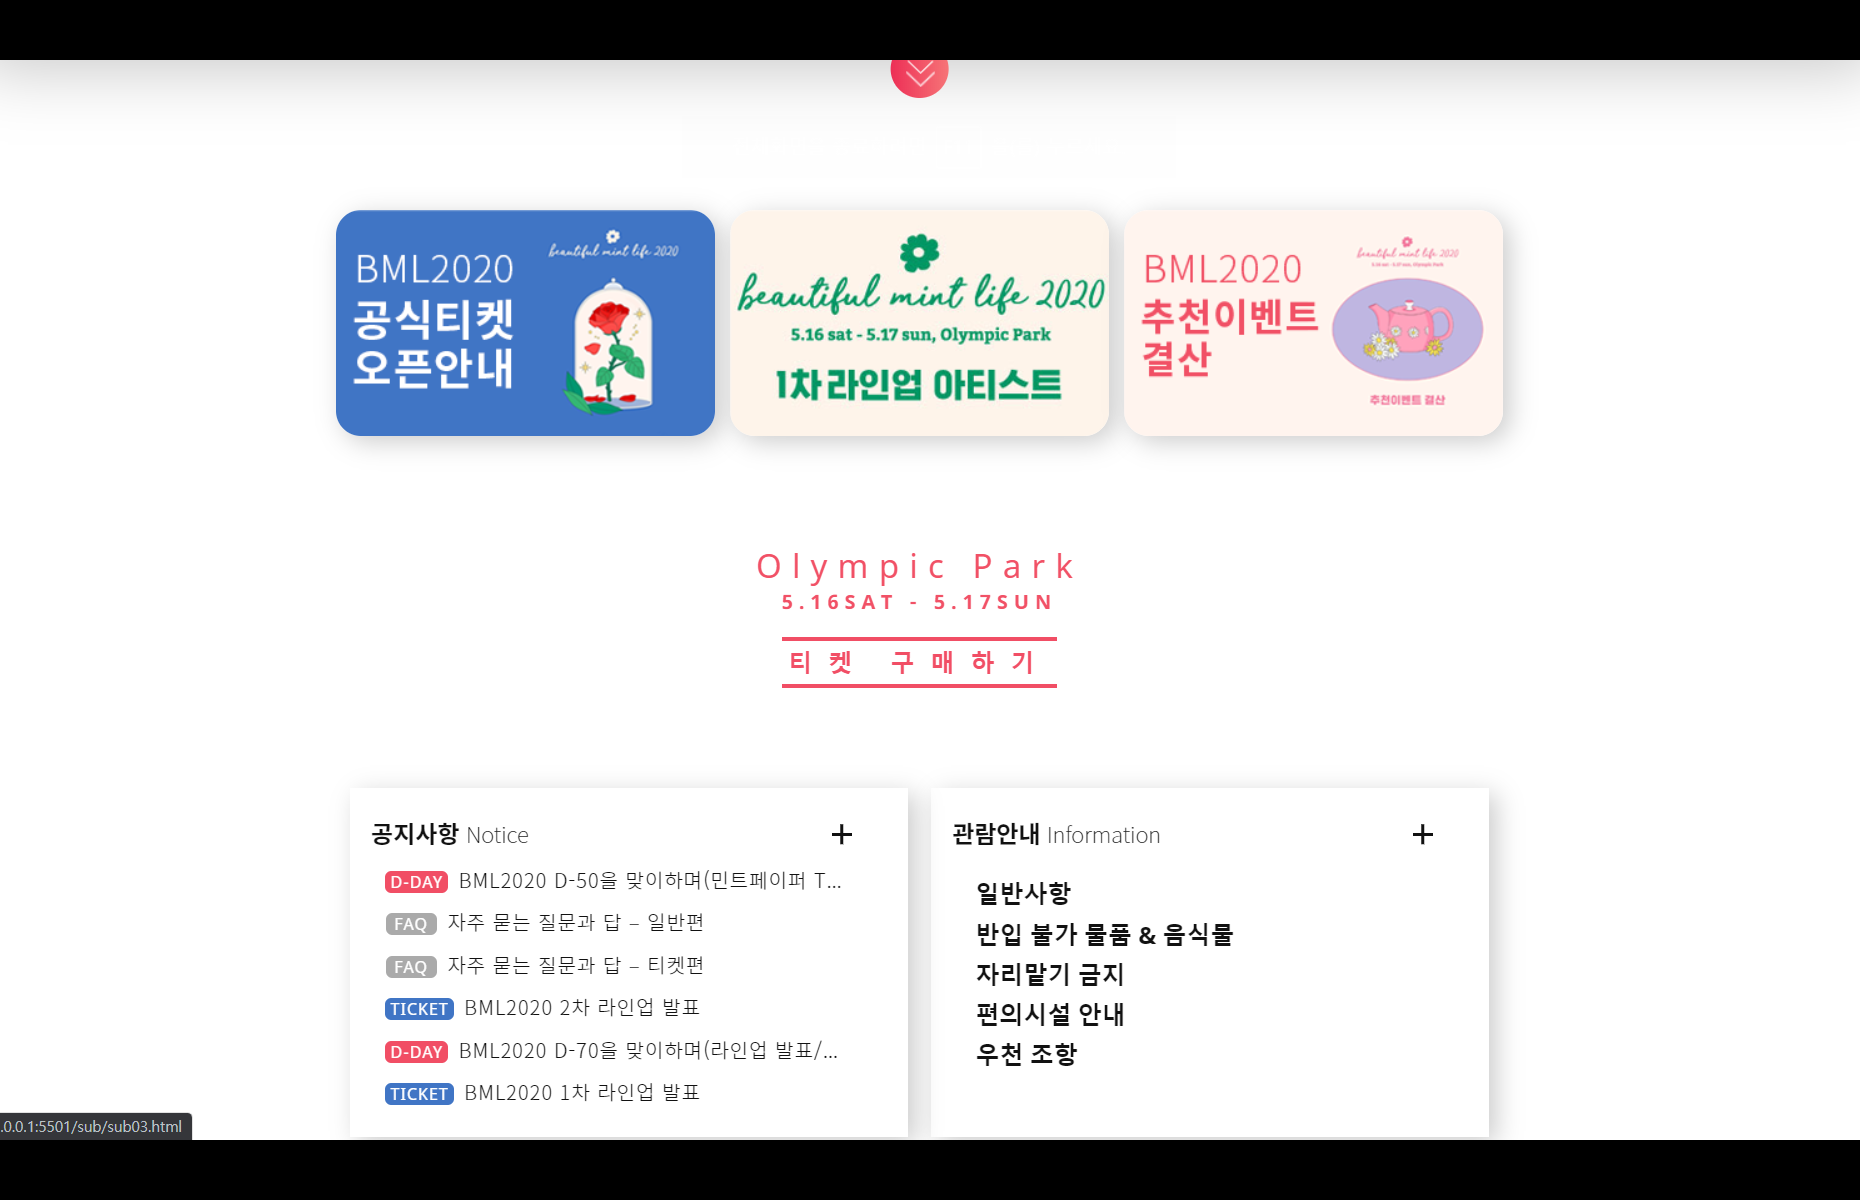 BML2020
공식티켓
오픈안내
beautiful mint life 2020
beautiful mint life 2020
5.16 sat - 5.17 sun, Olympic Park
1차 라인업 아티스트
BML2020
추천이벤트
결산
beautiful mint life 2020
5.16 sat - 5.17 sun, Olympic Park
추천이벤트 결산
Olympic Park
5.16SAT - 5.17SUN
티켓 구매하기
공지사항 Notice
D-DAY BML2020 D-50을 맞이하며(민트페이퍼 T...
FAQ 자주 묻는 질문과 답 – 일반편
FAQ 자주 묻는 질문과 답 – 티켓편
TICKET BML2020 2차 라인업 발표
D-DAY BML2020 D-70을 맞이하며(라인업 발표/...
TICKET BML2020 1차 라인업 발표
관람안내 Information
일반사항
반입 불가 물품 & 음식물
자리맡기 금지
편의시설 안내
우천 조항
.0.0.1:5501/sub/sub03.html